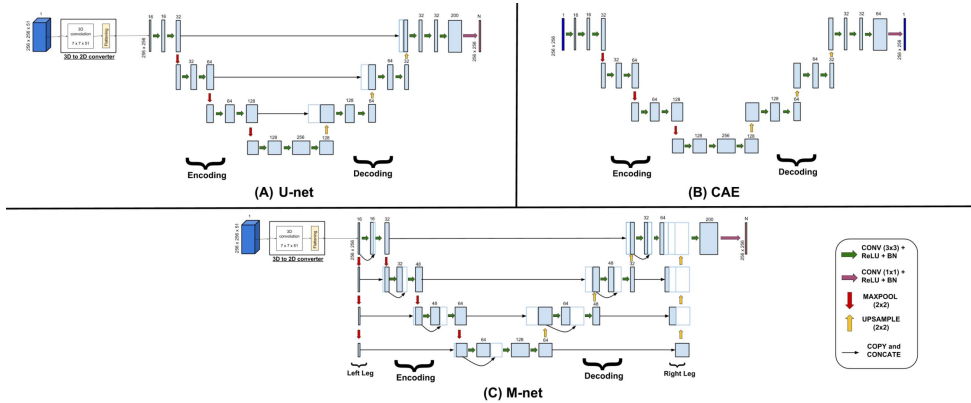 1
256 x 256 x 51
3D
convolution
7 x 7 x 51
Flattening
3D to 2D converter
256 x 256
16 16 32
32 32 200 N
256 x 256
32 64
64 32
64 128
128 64
128 256 128
Encoding
Decoding
(A) U-net
1 16 16 32
256 x 256
32 32 64 1
256 x 256
32 64
64 32
64 128
128 64
128 256 128
Encoding
Decoding
(B) CAE
1
256 x 256 x 51
3D
convolution
7 x 7 x 51
Flattening
3D to 2D converter
16 16 32
256 x 256
32 64
200 N
256 x 256
32 48
48 32
48 64
64 48
64 128 64
Left Leg
Encoding
Decoding
Right Leg
(C) M-net
CONV (3x3) +
ReLU + BN
CONV (1x1) +
ReLU + BN
MAXPOOL
(2x2)
UPSAMPLE
(2x2)
COPY and
CONCATE